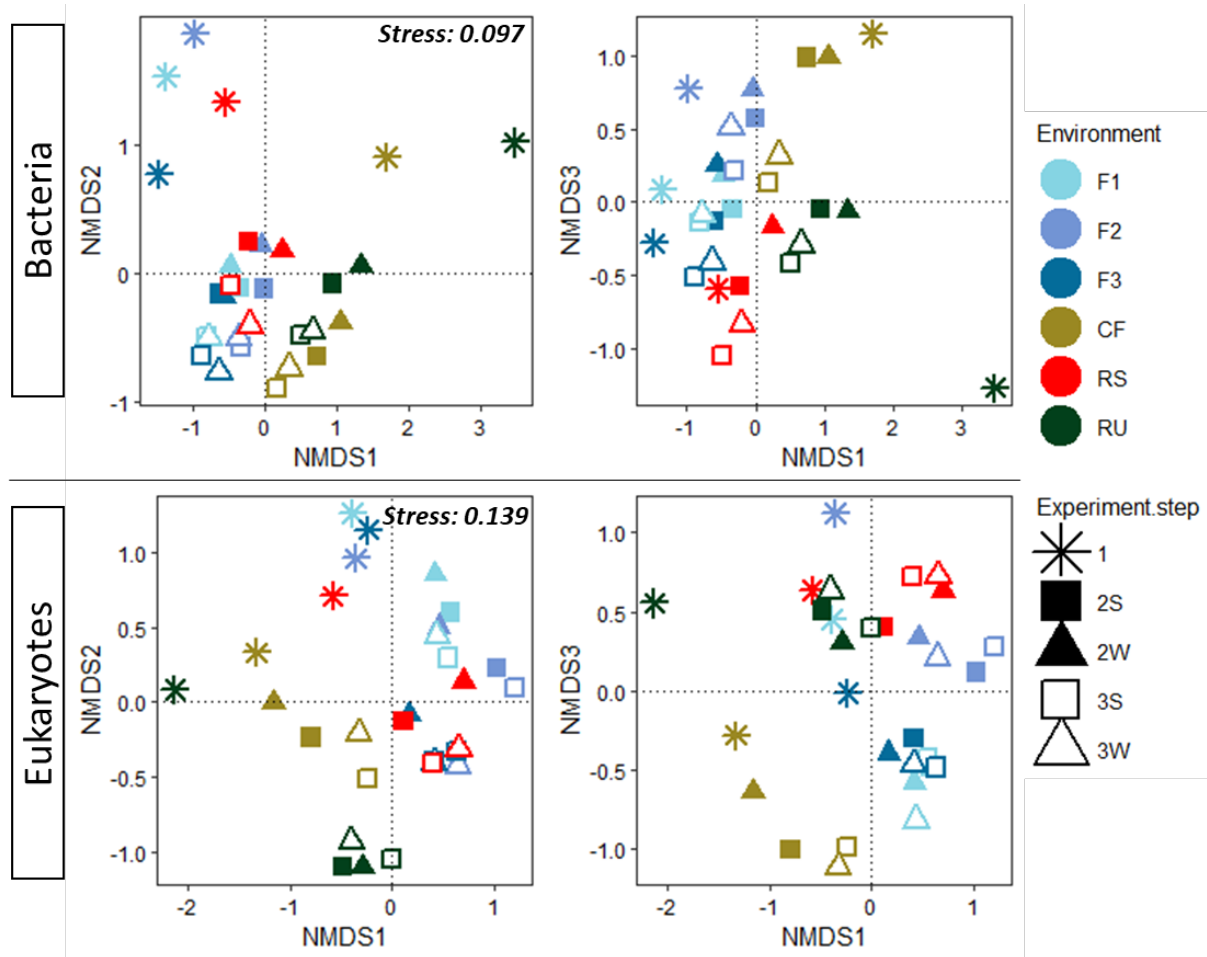 Bacteria
Stress: 0.097
NMDS2
1
0
-1
-1 0 1 2 3
NMDS1
NMDS3
1.0
0.5
0.0
-0.5
-1.0
-1 0 1 2 3
NMDS1
Environment
F1
F2
F3
CF
RS
RU
Eukaryotes
Stress: 0.139
NMDS2
1.0
0.5
0.0
-0.5
-1.0
-2 -1 0 1
NMDS1
NMDS3
1.0
0.5
0.0
-0.5
-1.0
-2 -1 0 1
NMDS1
Experiment.step
1
2S
2W
3S
3W